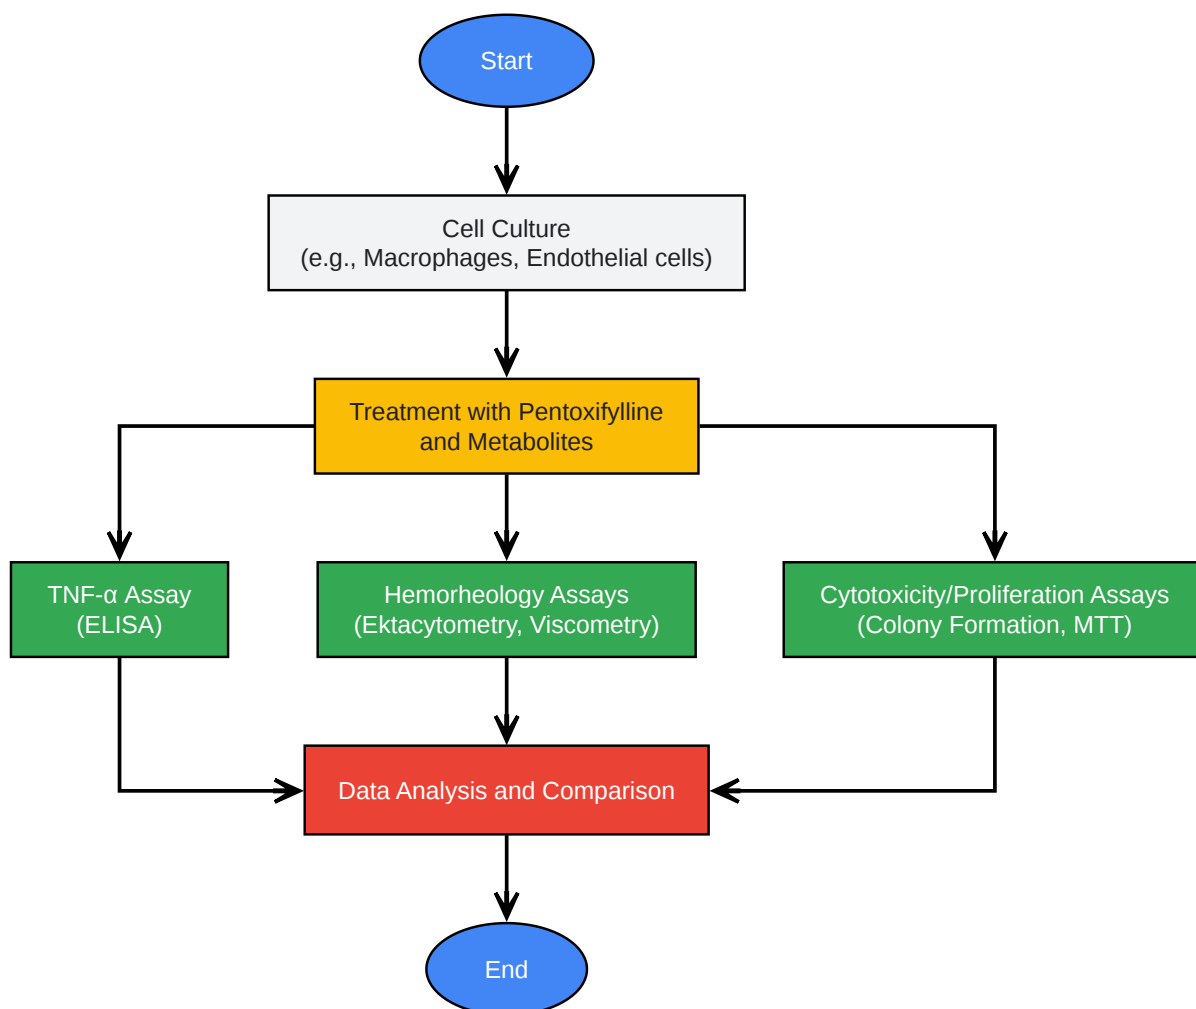 Start
Cell Culture
(e.g., Macrophages, Endothelial cells)
Treatment with Pentoxifylline
and Metabolites
TNF-α Assay
(ELISA)
Hemorheology Assays
(Ektacytometry, Viscometry)
Cytotoxicity/Proliferation Assays
(Colony Formation, MTT)
Data Analysis and Comparison
End